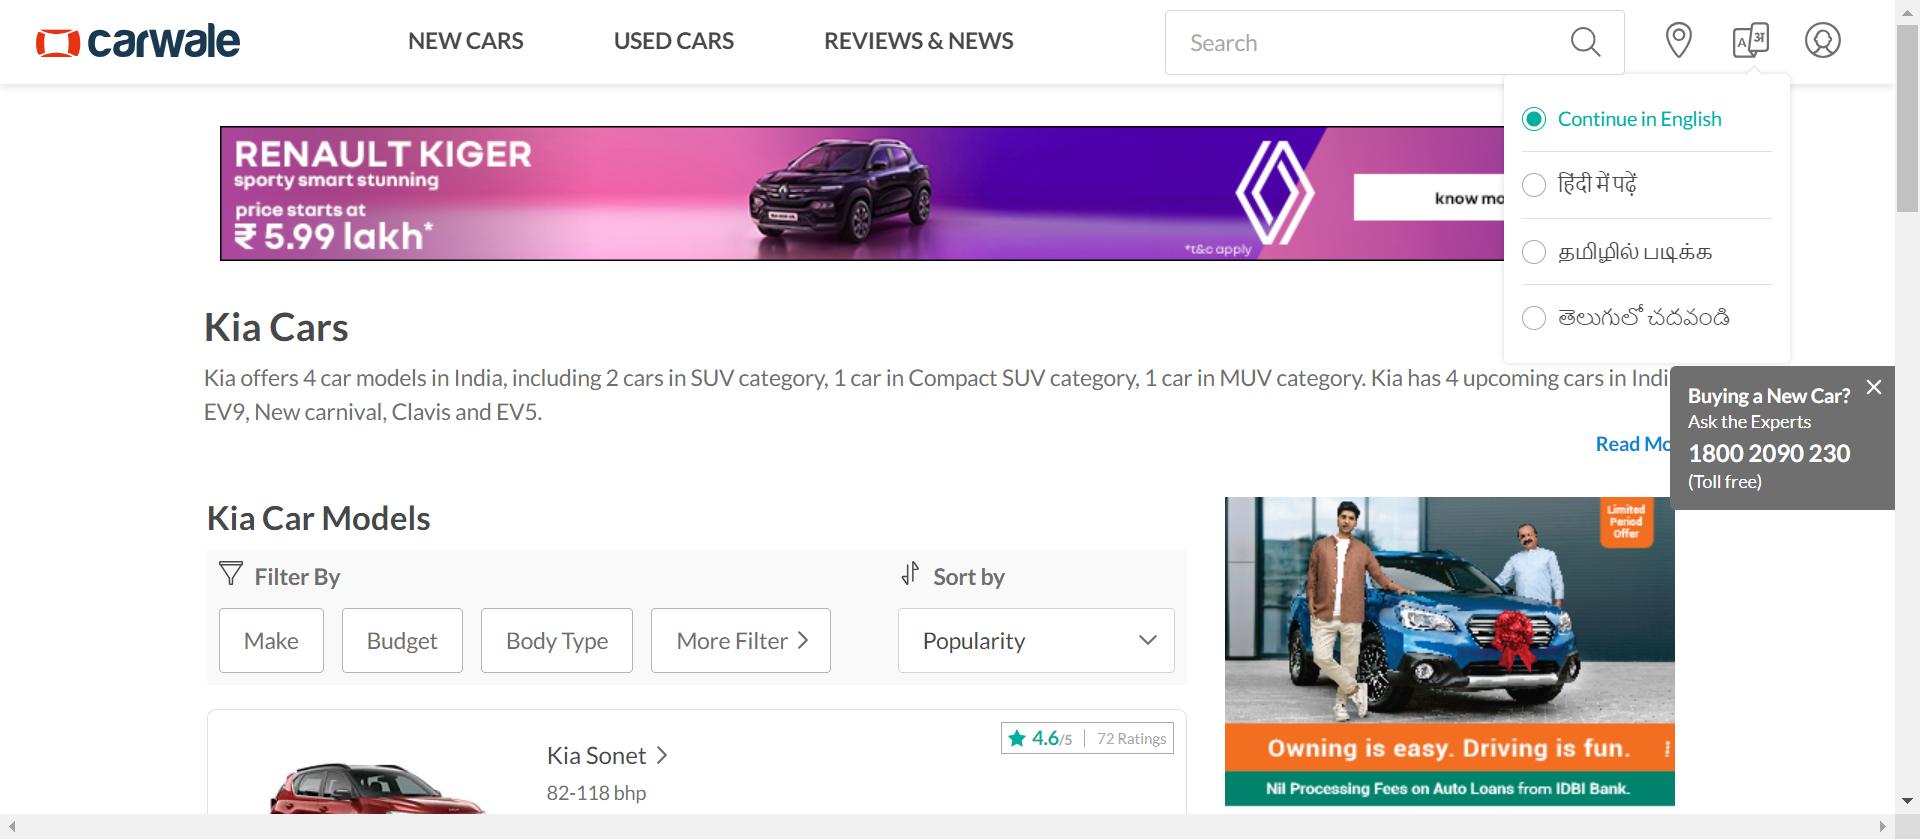 carwale
NEW CARS
USED CARS
REVIEWS & NEWS
Search
Continue in English
हिंदी में पढ़ें
தமிழில் படிக்க
తెలుగులో చదవండి
RENAULT KIGER
sporty smart stunning
price starts at
₹ 5.99 lakh*
*t&c apply
know mo
Kia Cars
Kia offers 4 car models in India, including 2 cars in SUV category, 1 car in Compact SUV category, 1 car in MUV category. Kia has 4 upcoming cars in Indi
EV9, New carnival, Clavis and EV5.
Read Mo
Buying a New Car?
Ask the Experts
1800 2090 230
(Toll free)
Kia Car Models
Filter By
Sort by
Make
Budget
Body Type
More Filter
Popularity
Kia Sonet
82-118 bhp
4.6/5
72 Ratings
Limited
Period
Offer
Owning is easy. Driving is fun.
Nil Processing Fees on Auto Loans from IDBI Bank.